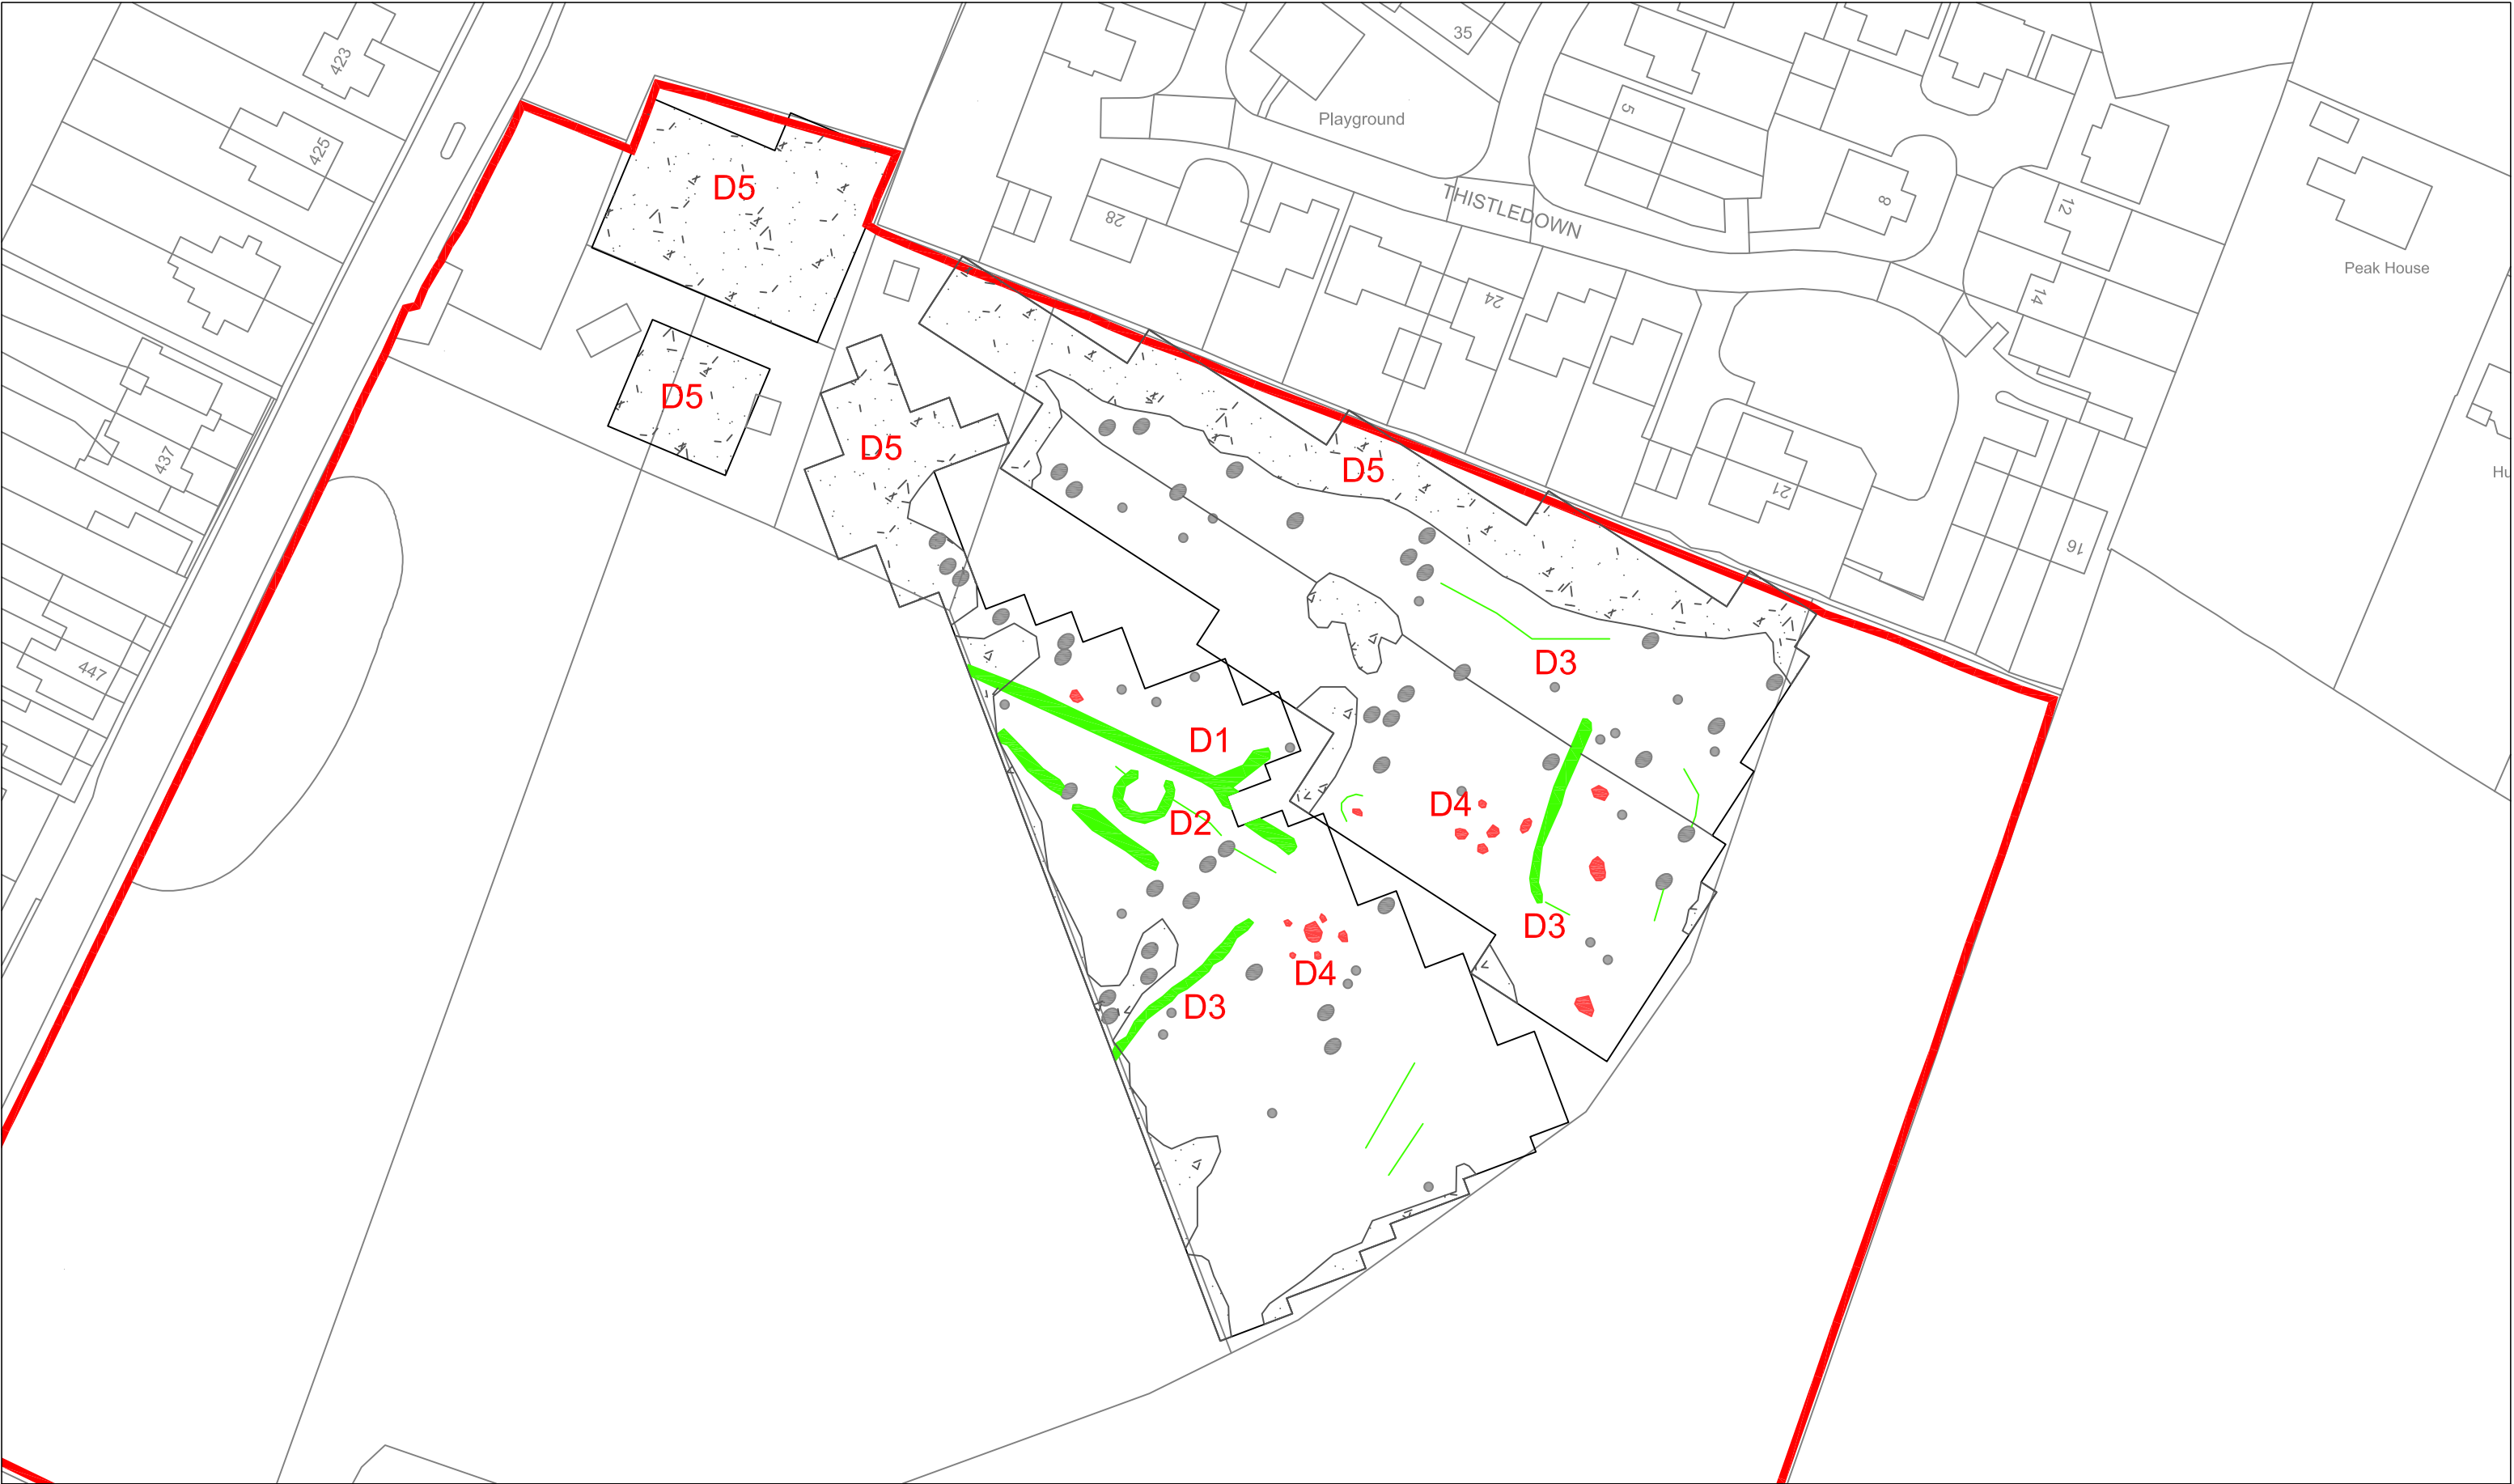 423
35
Playground
5
425
D5
THISTLEDOWN
8
12
28
Peak House
14
24
D5
D5
437
D5
Hu
21
16
447
D3
D1
D4
D2
D3
D4
D3